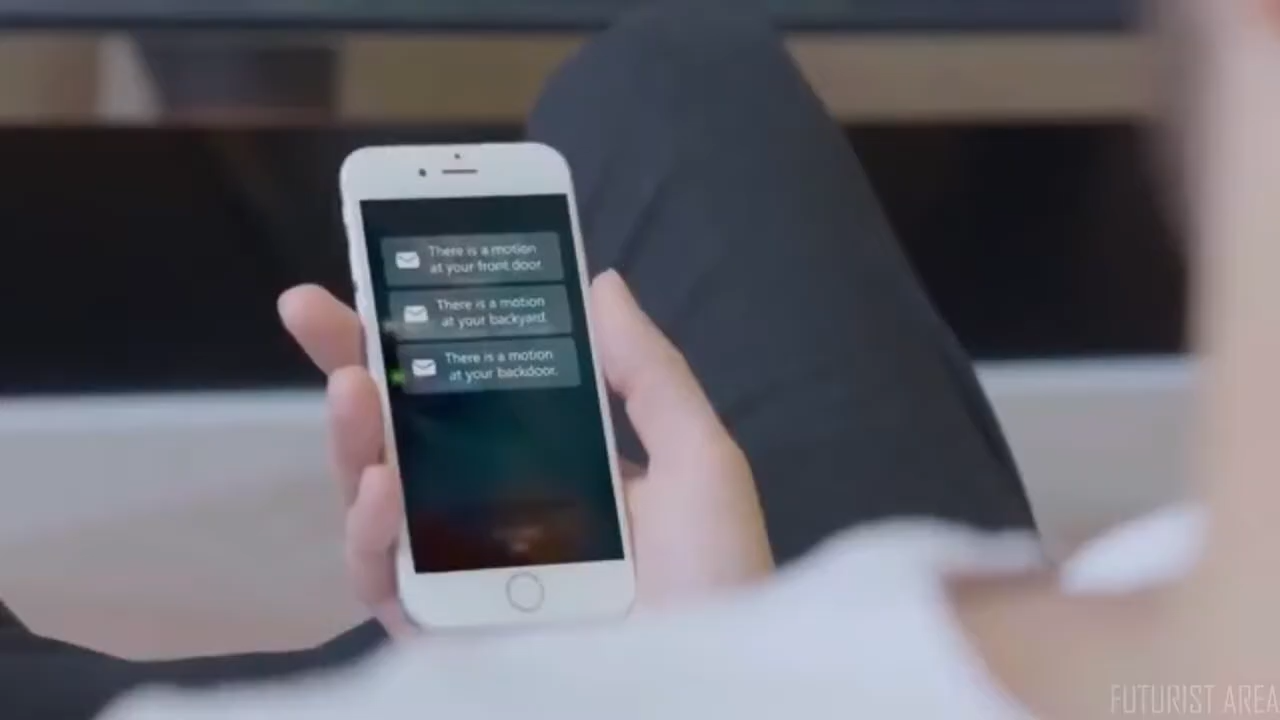 There is a motion
at your front door.
There is a motion
at your backyard.
There is a motion
at your backdoor.
FUTURIST AREA